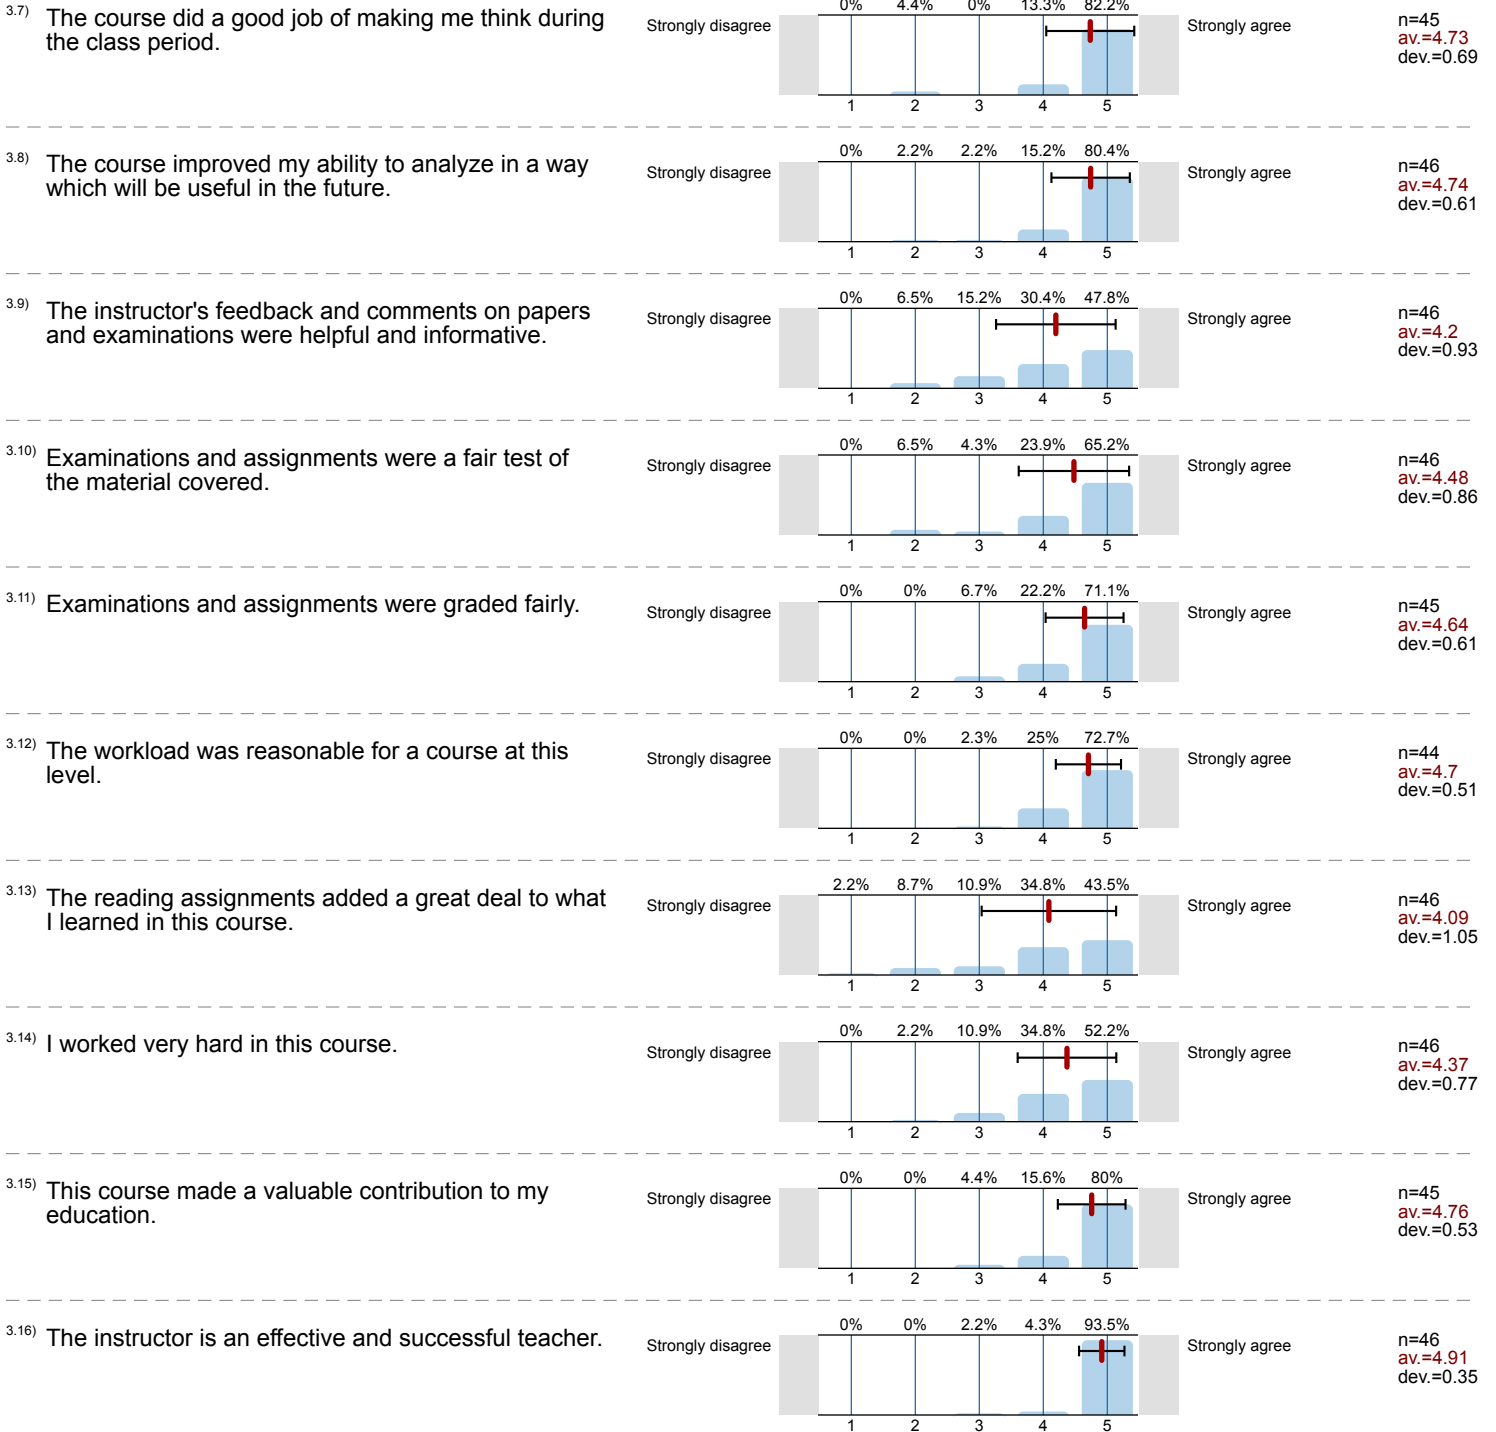 0% 4.4% 0% 13.3% 82.2%
3.7) The course did a good job of making me think during
the class period.
Strongly disagree
Strongly agree
n=45
av.=4.73
dev.=0.69
1 2 3 4 5
0% 2.2% 2.2% 15.2% 80.4%
3.8) The course improved my ability to analyze in a way
which will be useful in the future.
Strongly disagree
Strongly agree
n=46
av.=4.74
dev.=0.61
1 2 3 4 5
0% 6.5% 15.2% 30.4% 47.8%
3.9) The instructor's feedback and comments on papers
and examinations were helpful and informative.
Strongly disagree
Strongly agree
n=46
av.=4.2
dev.=0.93
1 2 3 4 5
0% 6.5% 4.3% 23.9% 65.2%
3.10) Examinations and assignments were a fair test of
the material covered.
Strongly disagree
Strongly agree
n=46
av.=4.48
dev.=0.86
1 2 3 4 5
0% 0% 6.7% 22.2% 71.1%
3.11) Examinations and assignments were graded fairly.
Strongly disagree
Strongly agree
n=45
av.=4.64
dev.=0.61
1 2 3 4 5
0% 0% 2.3% 25% 72.7%
3.12) The workload was reasonable for a course at this
level.
Strongly disagree
Strongly agree
n=44
av.=4.7
dev.=0.51
1 2 3 4 5
2.2% 8.7% 10.9% 34.8% 43.5%
3.13) The reading assignments added a great deal to what
I learned in this course.
Strongly disagree
Strongly agree
n=46
av.=4.09
dev.=1.05
1 2 3 4 5
0% 2.2% 10.9% 34.8% 52.2%
3.14) I worked very hard in this course.
Strongly disagree
Strongly agree
n=46
av.=4.37
dev.=0.77
1 2 3 4 5
0% 0% 4.4% 15.6% 80%
3.15) This course made a valuable contribution to my
education.
Strongly disagree
Strongly agree
n=45
av.=4.76
dev.=0.53
1 2 3 4 5
0% 0% 2.2% 4.3% 93.5%
3.16) The instructor is an effective and successful teacher.
Strongly disagree
Strongly agree
n=46
av.=4.91
dev.=0.35
1 2 3 4 5